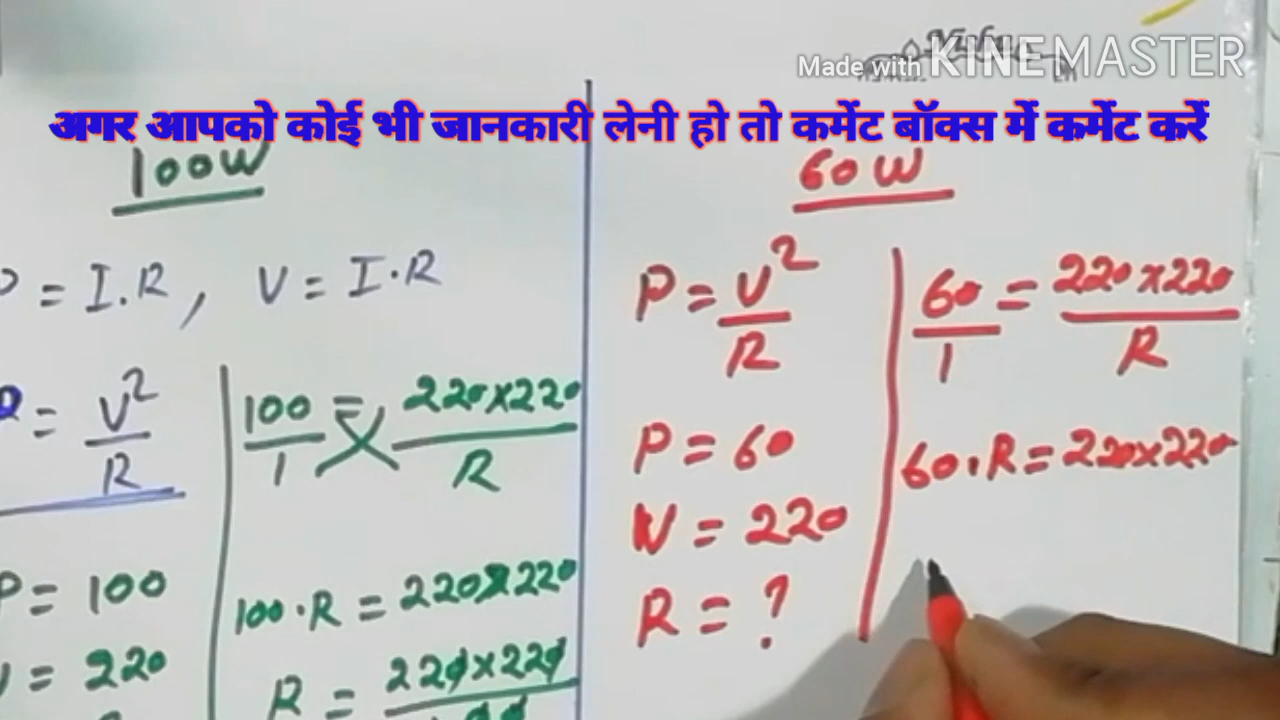 Made with KINEMASTER
अगर आपको कोई भी जानकारी लेनी हो तो कमेंट बॉक्स में कमेंट करें
100W
P = I.R, V = I.R
P = V²/R
P = 100
V = 220
100/1 = 220x220/R
100.R = 220x220
R = 220x220
60W
P = V²/R
P = 60
V = 220
R = ?
60/1 = 220x220/R
60.R = 220x220